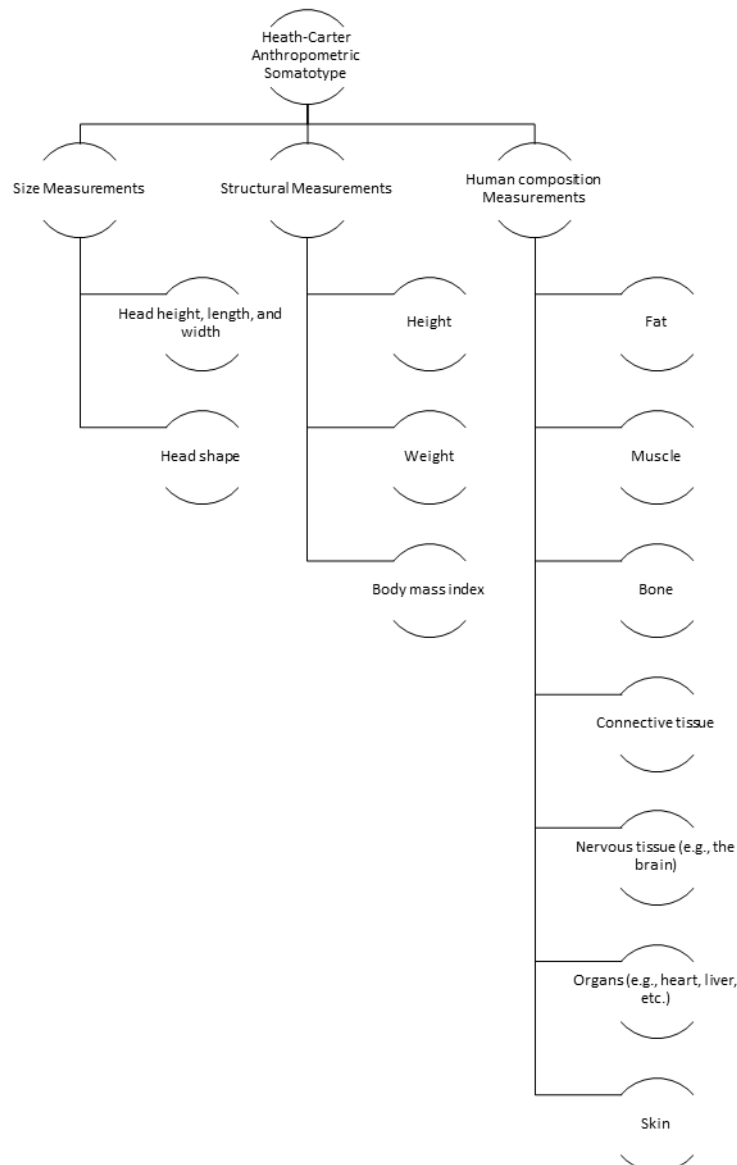 Heath-Carter
Anthropometric
Somatotype
Size Measurements
Structural Measurements
Human composition
Measurements
Head height, length, and
width
Head shape
Height
Weight
Body mass index
Fat
Muscle
Bone
Connective tissue
Nervous tissue (e.g., the
brain)
Organs (e.g., heart, liver,
etc.)
Skin